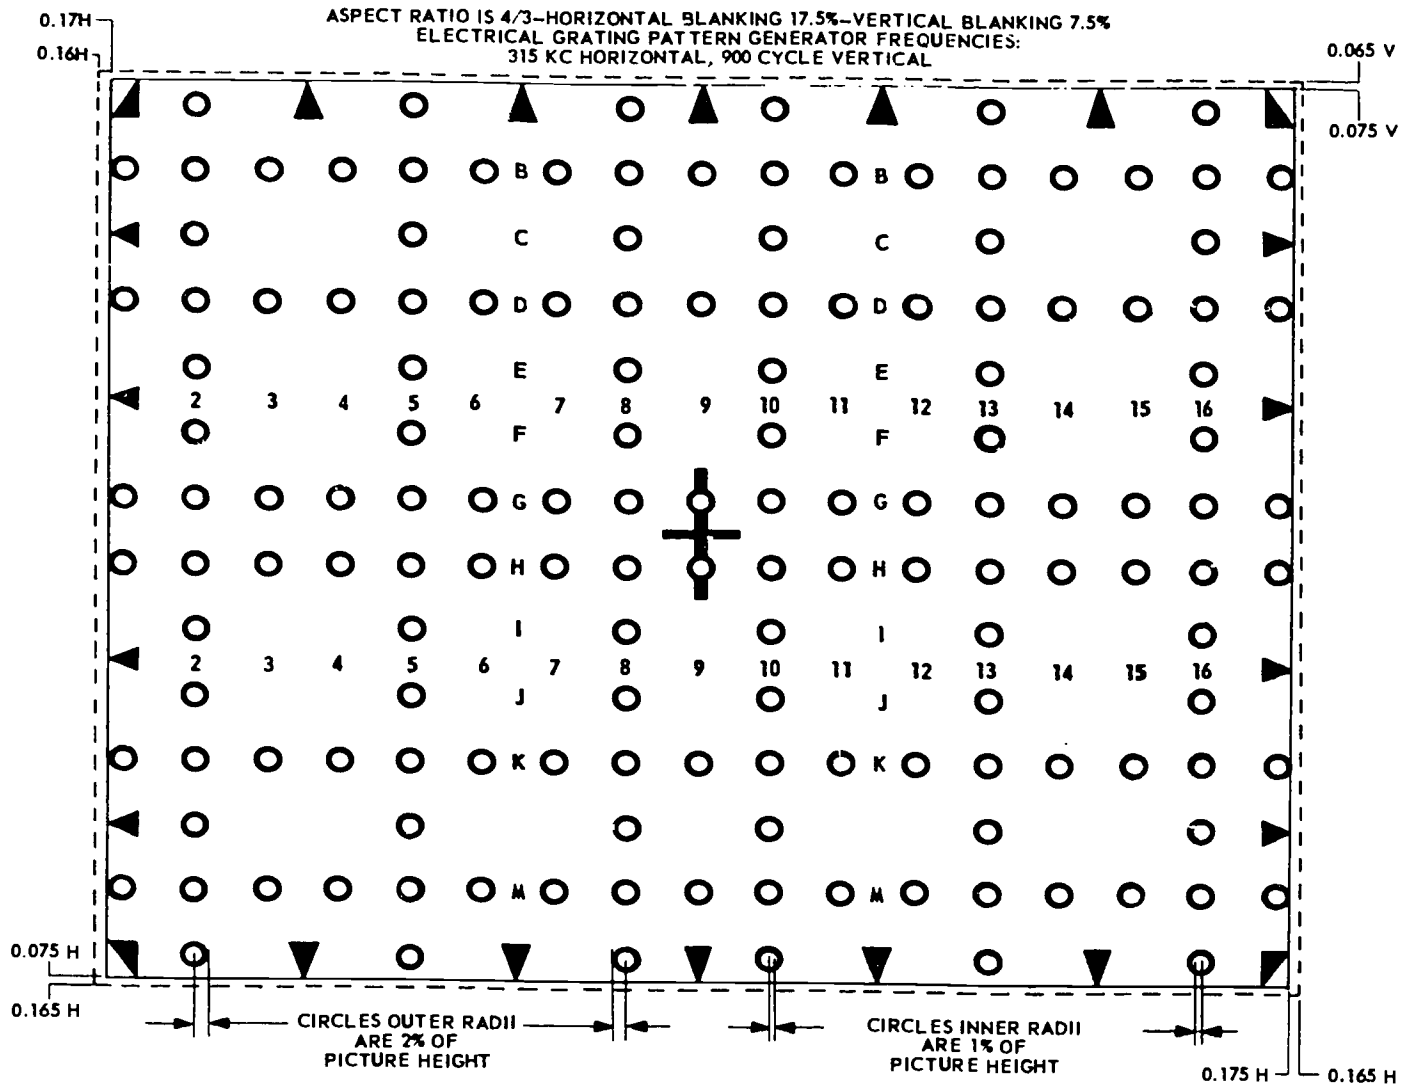 0.17H
ASPECT RATIO IS 4/3–HORIZONTAL BLANKING 17.5%–VERTICAL BLANKING 7.5%
0.16H
ELECTRICAL GRATING PATTERN GENERATOR FREQUENCIES:
315 KC HORIZONTAL, 900 CYCLE VERTICAL
0.065 V
0.075 V
B B
C C
D D
E E
2 3 4 5 6 7 8 9 10 11 12 13 14 15 16
F F
G G
H H
I I
2 3 4 5 6 7 8 9 10 11 12 13 14 15 16
J J
K K
M M
0.075 H
0.165 H
CIRCLES OUTER RADII
ARE 2% OF
PICTURE HEIGHT
CIRCLES INNER RADII
ARE 1% OF
PICTURE HEIGHT
0.175 H
0.165 H